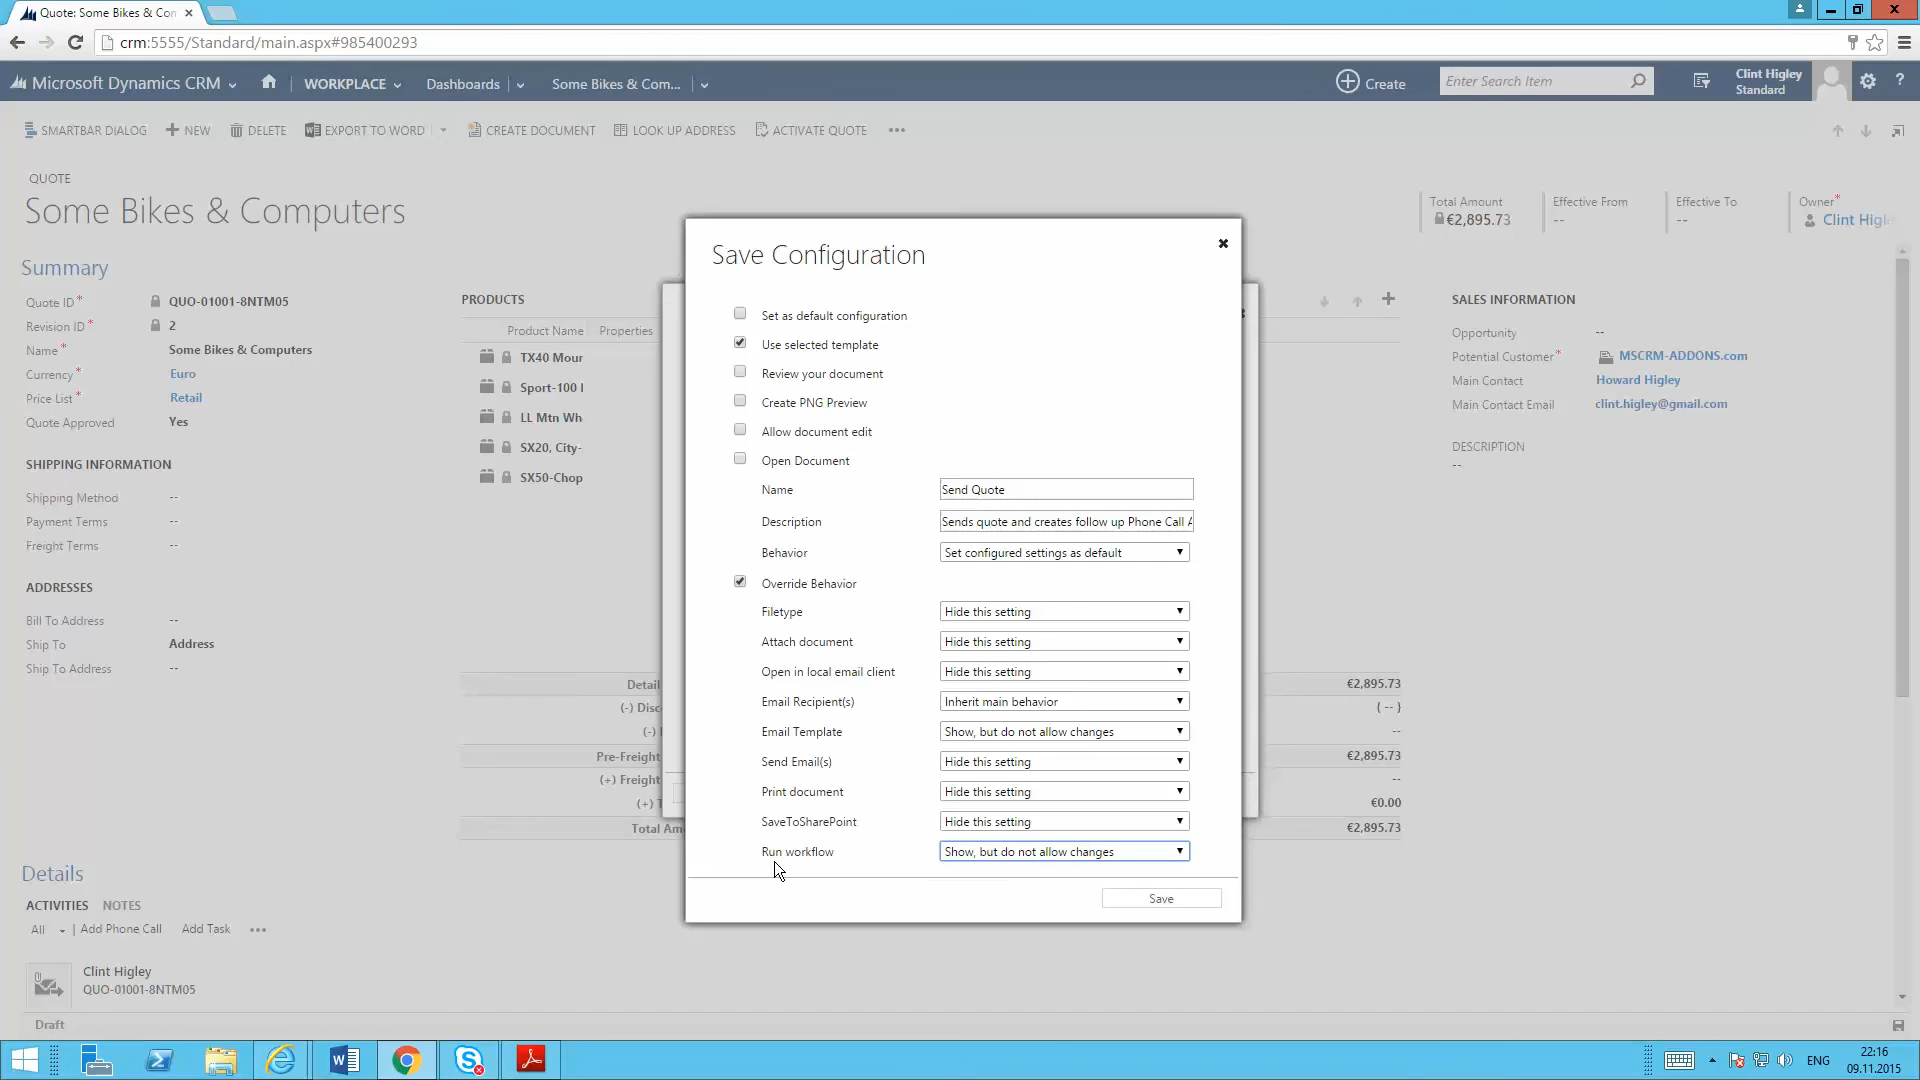 Quote: Some Bikes & Con
crm:5555/Standard/main.aspx#985400293
Microsoft Dynamics CRM
WORKPLACE
Dashboards
Some Bikes & Com...
Create
Enter Search Item
Clint Higley
Standard
?
SMARTBAR DIALOG
NEW
DELETE
EXPORT TO WORD
CREATE DOCUMENT
LOOK UP ADDRESS
ACTIVATE QUOTE
QUOTE
Some Bikes & Computers
Total Amount
€2,895.73
Effective From
--
Effective To
--
Owner*
Clint Higle
Summary
Quote ID* QUO-01001-8NTM05
Revision ID* 2
Name* Some Bikes & Computers
Currency* Euro
Price List* Retail
Quote Approved Yes
SHIPPING INFORMATION
Shipping Method --
Payment Terms --
Freight Terms --
ADDRESSES
Bill To Address --
Ship To Address
Ship To Address --
PRODUCTS
Product Name Properties
TX40 Mour
Sport-100 
LL Mtn Wh
SX20, City-
SX50-Chop
Detail
(-) Disc
(-)
Pre-Freight
(+) Freight
(+) T
Total Am
€2,895.73
( -- )
--
€2,895.73
--
€0.00
€2,895.73
SALES INFORMATION
Opportunity --
Potential Customer* MSCRM-ADDONS.com
Main Contact Howard Higley
Main Contact Email clint.higley@gmail.com
DESCRIPTION
--
Save Configuration
Set as default configuration
Use selected template
Review your document
Create PNG Preview
Allow document edit
Open Document
Name Send Quote
Description Sends quote and creates follow up Phone Call A
Behavior Set configured settings as default
Override Behavior
Filetype Hide this setting
Attach document Hide this setting
Open in local email client Hide this setting
Email Recipient(s) Inherit main behavior
Email Template Show, but do not allow changes
Send Email(s) Hide this setting
Print document Hide this setting
SaveToSharePoint Hide this setting
Run workflow Show, but do not allow changes
Save
Details
ACTIVITIES NOTES
All | Add Phone Call Add Task
Clint Higley
QUO-01001-8NTM05
Draft
ENG
22:16
09.11.2015